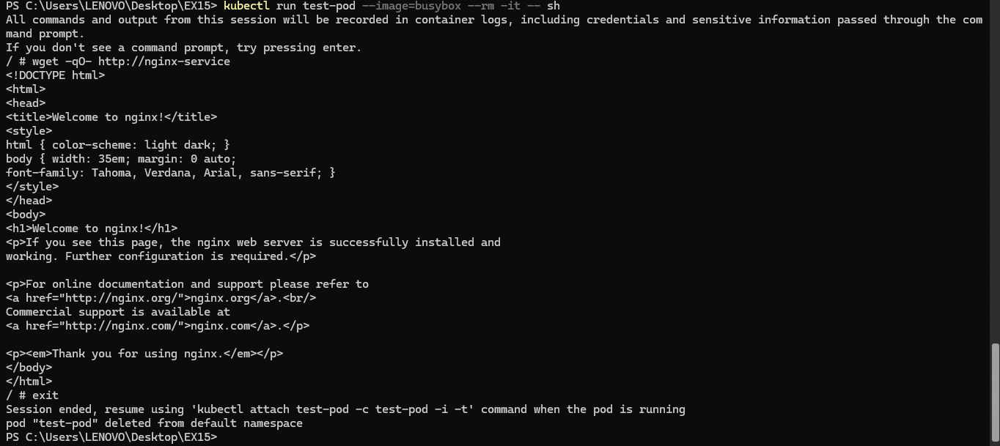 PS C:\Users\LENOVO\Desktop\EX15> kubectl run test-pod --image=busybox --rm -it -- sh
All commands and output from this session will be recorded in container logs, including credentials and sensitive information passed through the com
mand prompt.
If you don't see a command prompt, try pressing enter.
/ # wget -qO- http://nginx-service
<!DOCTYPE html>
<html>
<head>
<title>Welcome to nginx!</title>
<style>
html { color-scheme: light dark; }
body { width: 35em; margin: 0 auto;
font-family: Tahoma, Verdana, Arial, sans-serif; }
</style>
</head>
<body>
<h1>Welcome to nginx!</h1>
<p>If you see this page, the nginx web server is successfully installed and
working. Further configuration is required.</p>

<p>For online documentation and support please refer to
<a href="http://nginx.org/">nginx.org</a>.<br/>
Commercial support is available at
<a href="http://nginx.com/">nginx.com</a>.</p>

<p><em>Thank you for using nginx.</em></p>
</body>
</html>
/ # exit
Session ended, resume using 'kubectl attach test-pod -c test-pod -i -t' command when the pod is running
pod "test-pod" deleted from default namespace
PS C:\Users\LENOVO\Desktop\EX15>